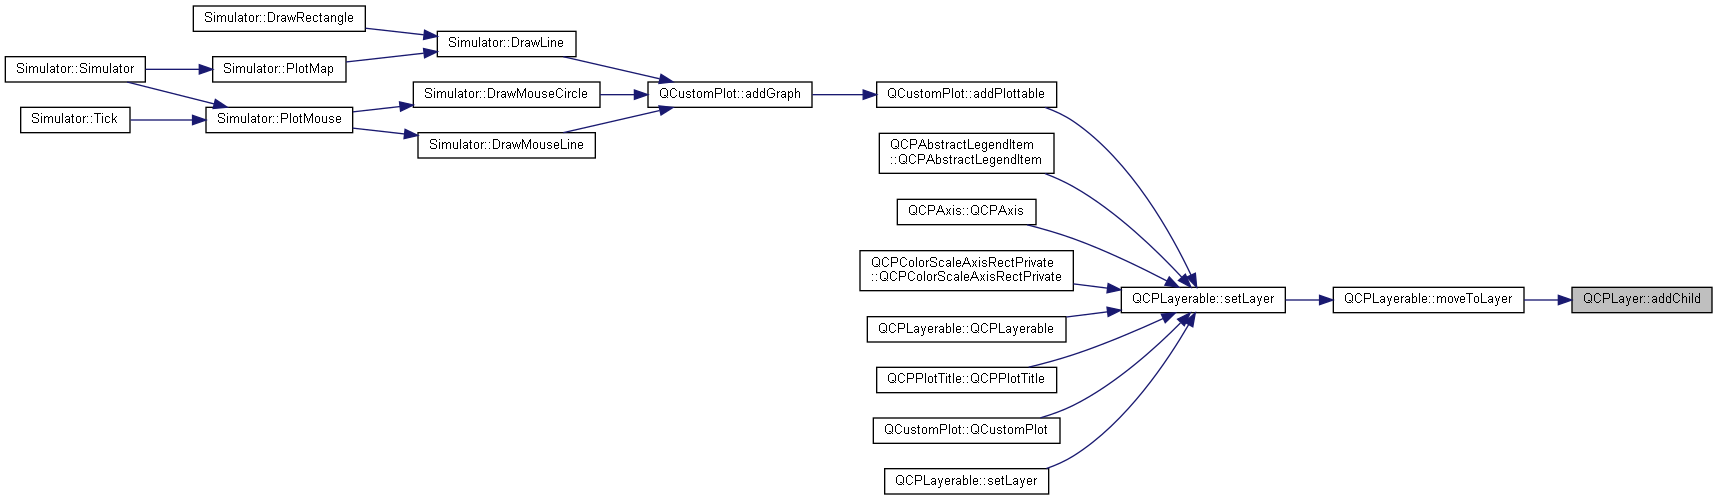 Simulator::DrawRectangle
Simulator::DrawLine
Simulator::Simulator
Simulator::PlotMap
Simulator::DrawMouseCircle
QCustomPlot::addGraph
QCustomPlot::addPlottable
Simulator::Tick
Simulator::PlotMouse
Simulator::DrawMouseLine
QCPAbstractLegendItem
::QCPAbstractLegendItem
QCPAxis::QCPAxis
QCPColorScaleAxisRectPrivate
::QCPColorScaleAxisRectPrivate
QCPLayerable::setLayer
QCPLayerable::moveToLayer
QCPLayer::addChild
QCPLayerable::QCPLayerable
QCPPlotTitle::QCPPlotTitle
QCustomPlot::QCustomPlot
QCPLayerable::setLayer